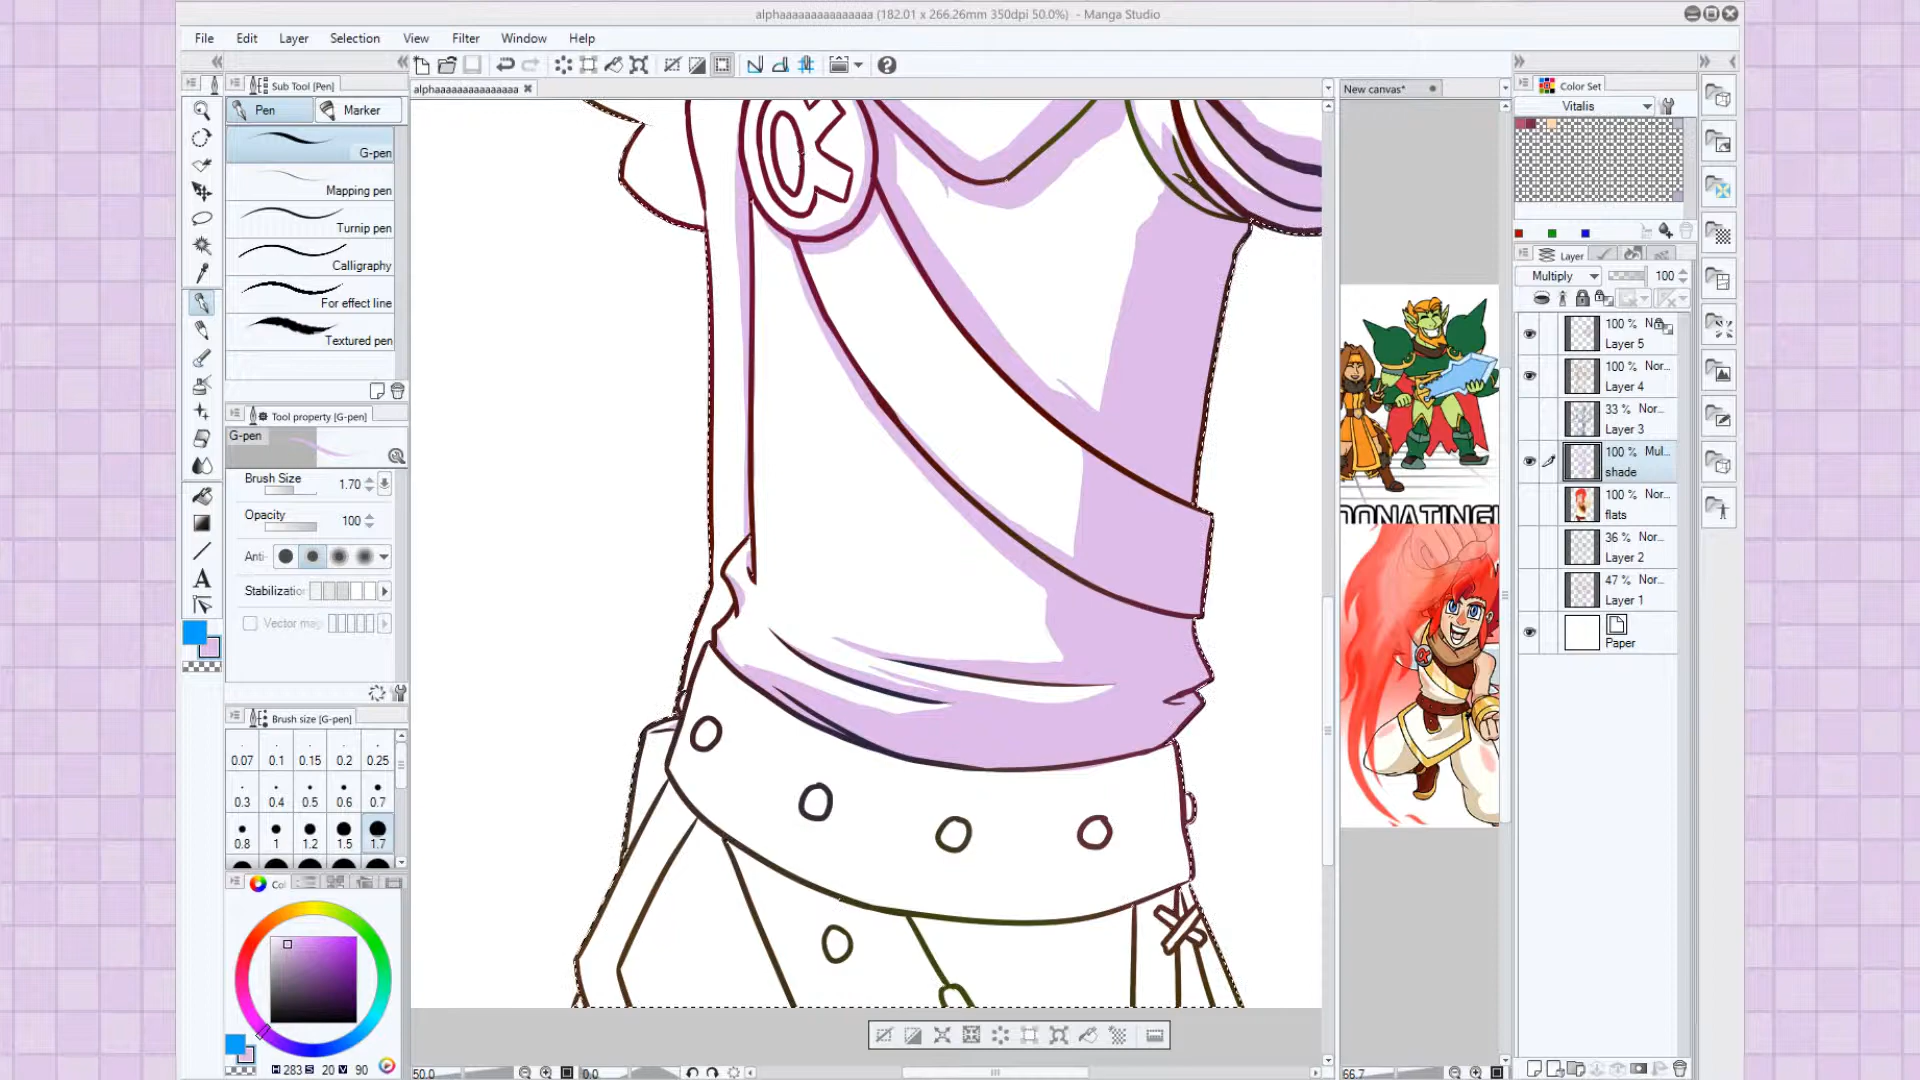 alphaaaaaaaaaaaaaaa (182.01 x 266.26mm 350dpi 50.0%) - Manga Studio
File Edit Layer Selection View Filter Window Help
Sub Tool [Pen]
alphaaaaaaaaaaaaaaa
New canvas*
Color Set
Pen
Marker
Vitalis
G-pen
Mapping pen
Turnip pen
Calligraphy
For effect line
Textured pen
Layer
Multiply 100
100 % N
Layer 5
100 % Nor...
Layer 4
33 % Nor...
Layer 3
100 % Mul...
shade
100 % Nor...
flats
36 % Nor...
Layer 2
47 % Nor...
Layer 1
Paper
Tool property [G-pen]
G-pen
Brush Size 1.70
Opacity 100
Anti-
Stabilizatio
Vector mag
Brush size [G-pen]
0.07 0.1 0.15 0.2 0.25
0.3 0.4 0.5 0.6 0.7
0.8 1 1.2 1.5 1.7
Col
H 283 S 20 V 90
50.0
0.0
66.7
ONATING!